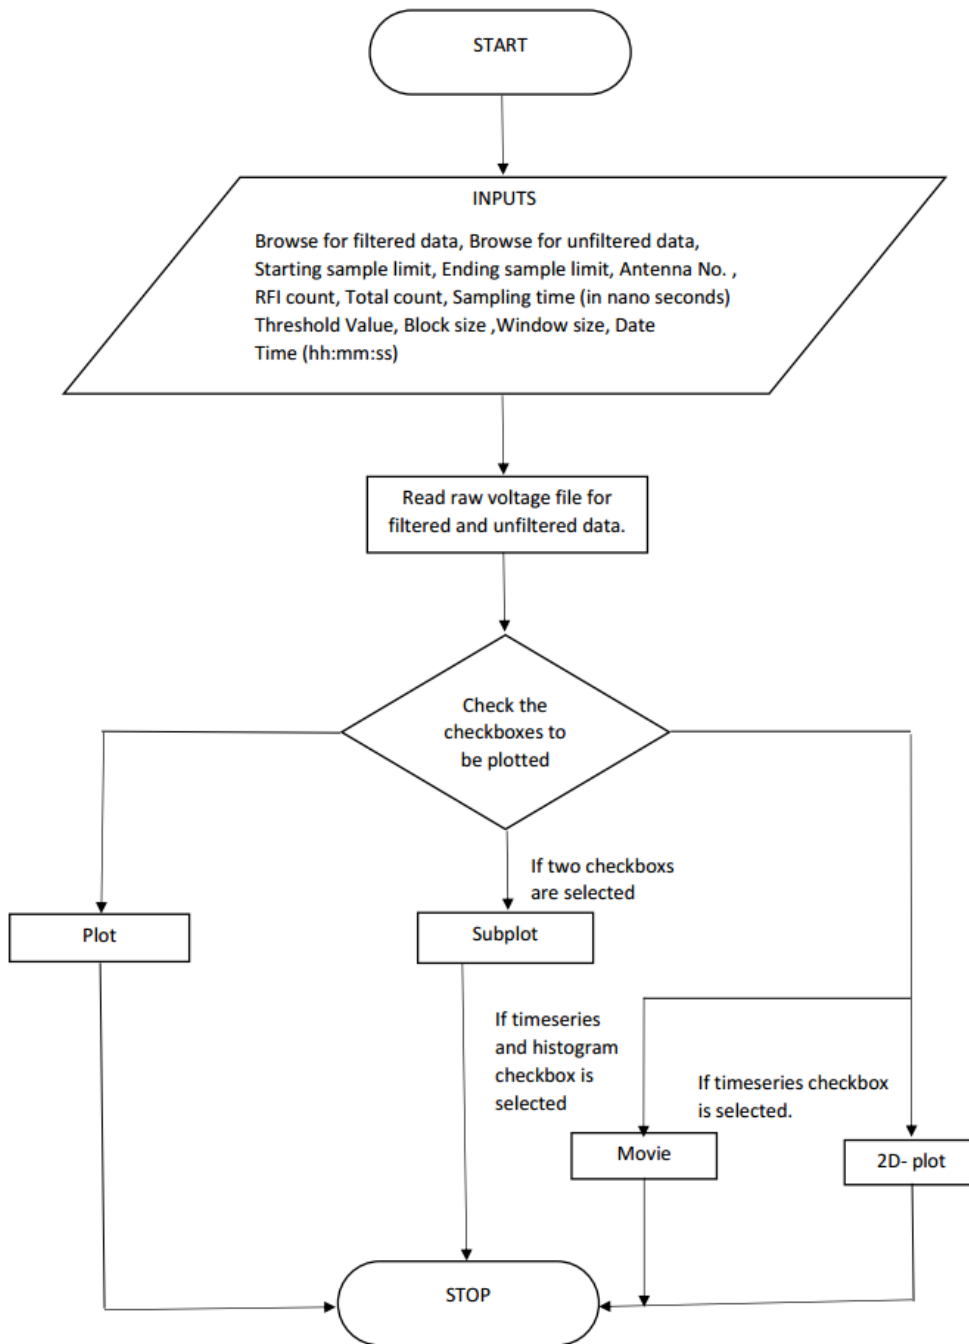 START
INPUTS
Browse for filtered data, Browse for unfiltered data,
Starting sample limit, Ending sample limit, Antenna No. ,
RFI count, Total count, Sampling time (in nano seconds)
Threshold Value, Block size ,Window size, Date
Time (hh:mm:ss)
Read raw voltage file for
filtered and unfiltered data.
Check the
checkboxes to
be plotted
If two checkboxs
are selected
Plot
Subplot
If timeseries
and histogram
checkbox is
selected
If timeseries checkbox
is selected.
Movie
2D- plot
STOP